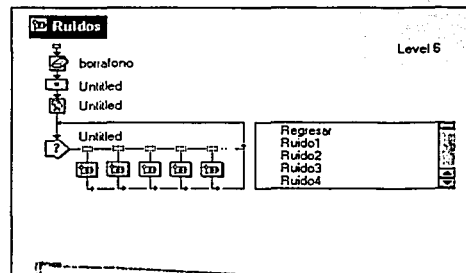 Ruidos
Level 6
borrafono
Untitled
Untitled
Untitled
?
Regresar
Ruido1
Ruido2
Ruido3
Ruido4